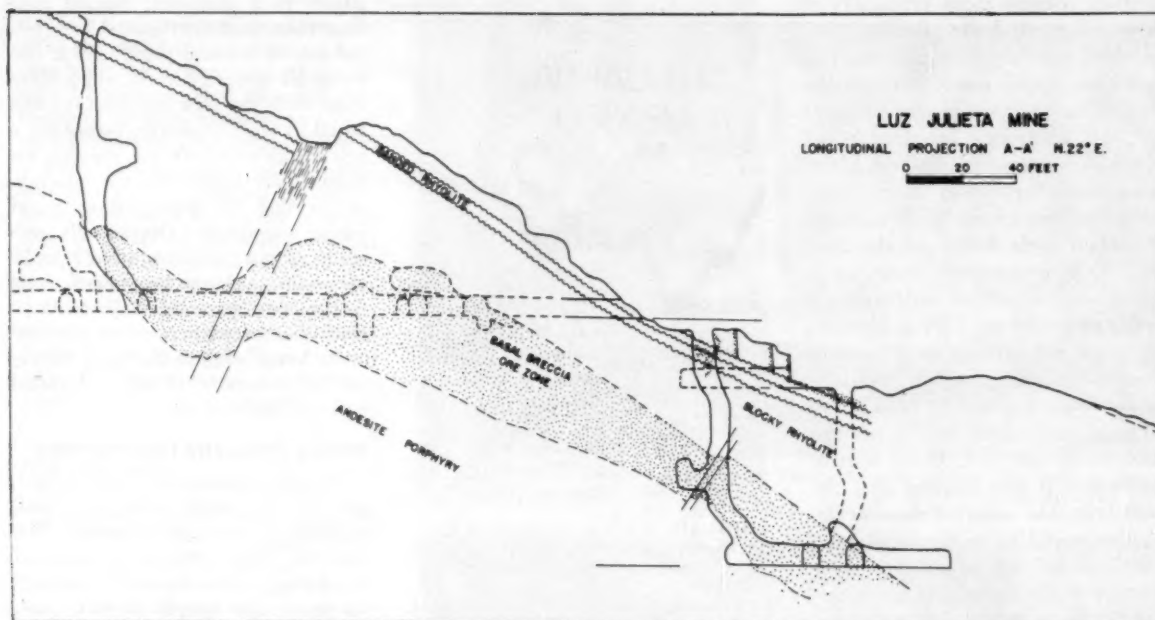 LUZ JULIETA MINE
LONGITUDINAL PROJECTION A-A' N.22° E.
0 20 40 FEET
BANDED RHYOLITE
BASAL BRECCIA
ORE ZONE
BLOCKY RHYOLITE
ANDESITE PORPHYRY